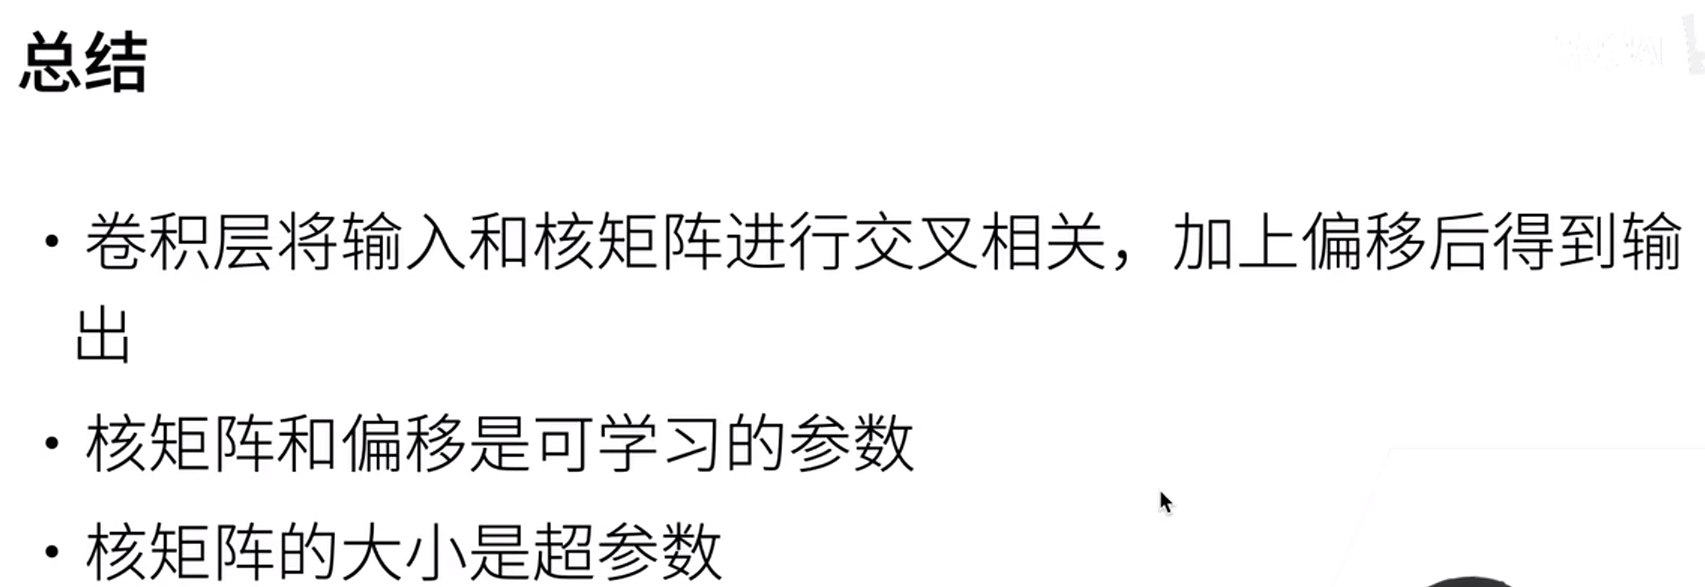 总结
• 卷积层将输入和核矩阵进行交叉相关，加上偏移后得到输
出
• 核矩阵和偏移是可学习的参数
• 核矩阵的大小是超参数